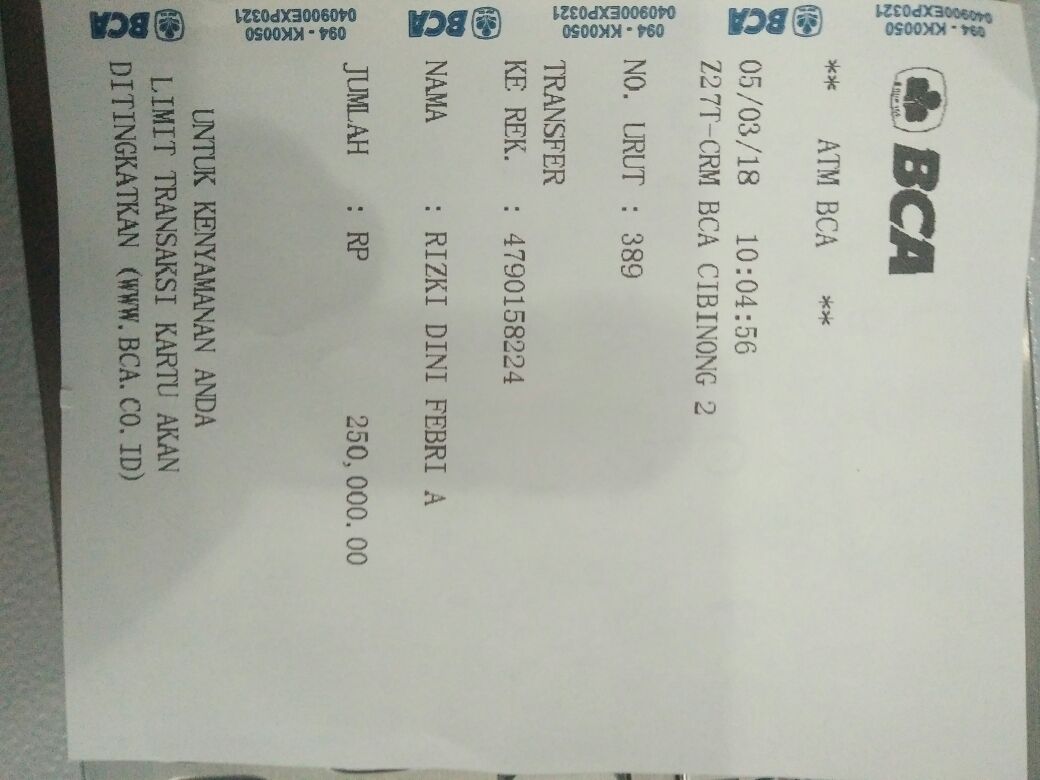 BCA
** ATM BCA **
05/03/18 10:04:56
Z27T-CRM BCA CIBINONG 2
NO. URUT : 389
TRANSFER
KE REK. : 4790158224
NAMA : RIZKI DINI FEBRI A
JUMLAH : RP 250,000.00
UNTUK KENYAMANAN ANDA
LIMIT TRANSAKSI KARTU AKAN
DITINGKATKAN (WWW.BCA.CO.ID)
094 - KK0050
040900EXP0321
BCA
094 - KK0050
040900EXP0321
BCA
094 - KK0050
040900EXP0321
BCA